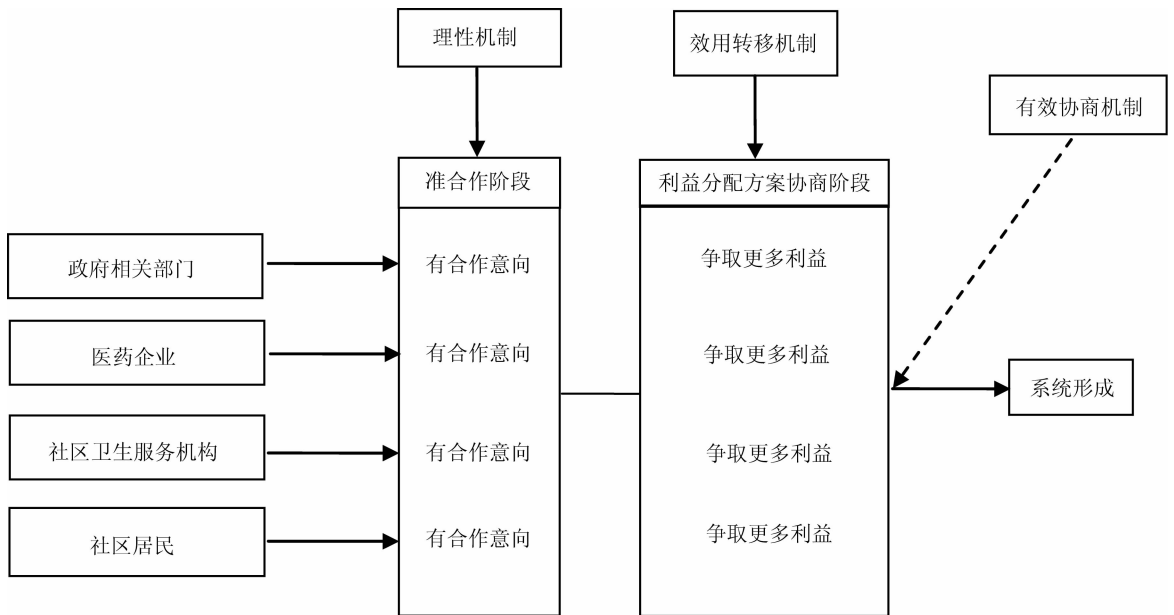 理性机制
效用转移机制
有效协商机制
准合作阶段
利益分配方案协商阶段
政府相关部门
有合作意向
争取更多利益
医药企业
有合作意向
争取更多利益
系统形成
社区卫生服务机构
有合作意向
争取更多利益
社区居民
有合作意向
争取更多利益